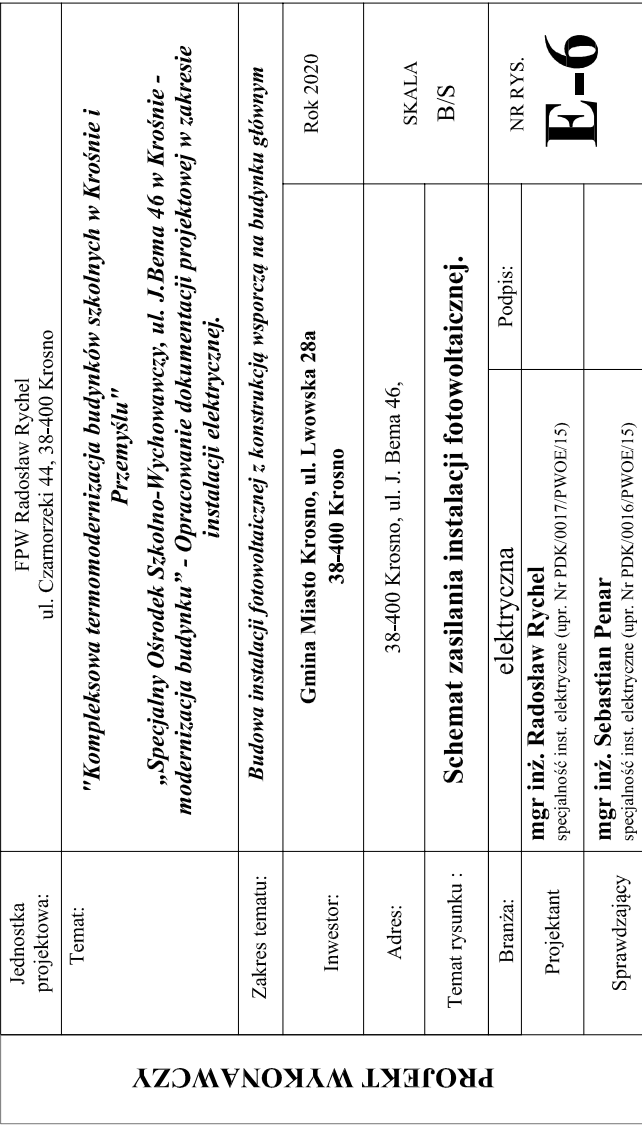 PROJEKT WYKONAWCZY
Jednostka
projektowa:
FPW Radosław Rychel
ul. Czarnorzeki 44, 38-400 Krosno
Temat:
"Kompleksowa termomodernizacja budynków szkolnych w Krośnie i
Przemyślu"
„Specjalny Ośrodek Szkolno-Wychowawczy, ul. J.Bema 46 w Krośnie -
modernizacja budynku” - Opracowanie dokumentacji projektowej w zakresie
instalacji elektrycznej.
Zakres tematu:
Budowa instalacji fotowoltaicznej z konstrukcją wsporczą na budynku głównym
Inwestor:
Gmina Miasto Krosno, ul. Lwowska 28a
38-400 Krosno
Rok 2020
Adres:
38-400 Krosno, ul. J. Bema 46,
SKALA
B/S
Temat rysunku :
Schemat zasilania instalacji fotowoltaicznej.
Branża:
elektryczna
Podpis:
NR RYS.
E-6
Projektant
mgr inż. Radosław Rychel
specjalność inst. elektryczne (upr. Nr PDK/0017/PWOE/15)
Sprawdzający
mgr inż. Sebastian Penar
specjalność inst. elektryczne (upr. Nr PDK/0016/PWOE/15)